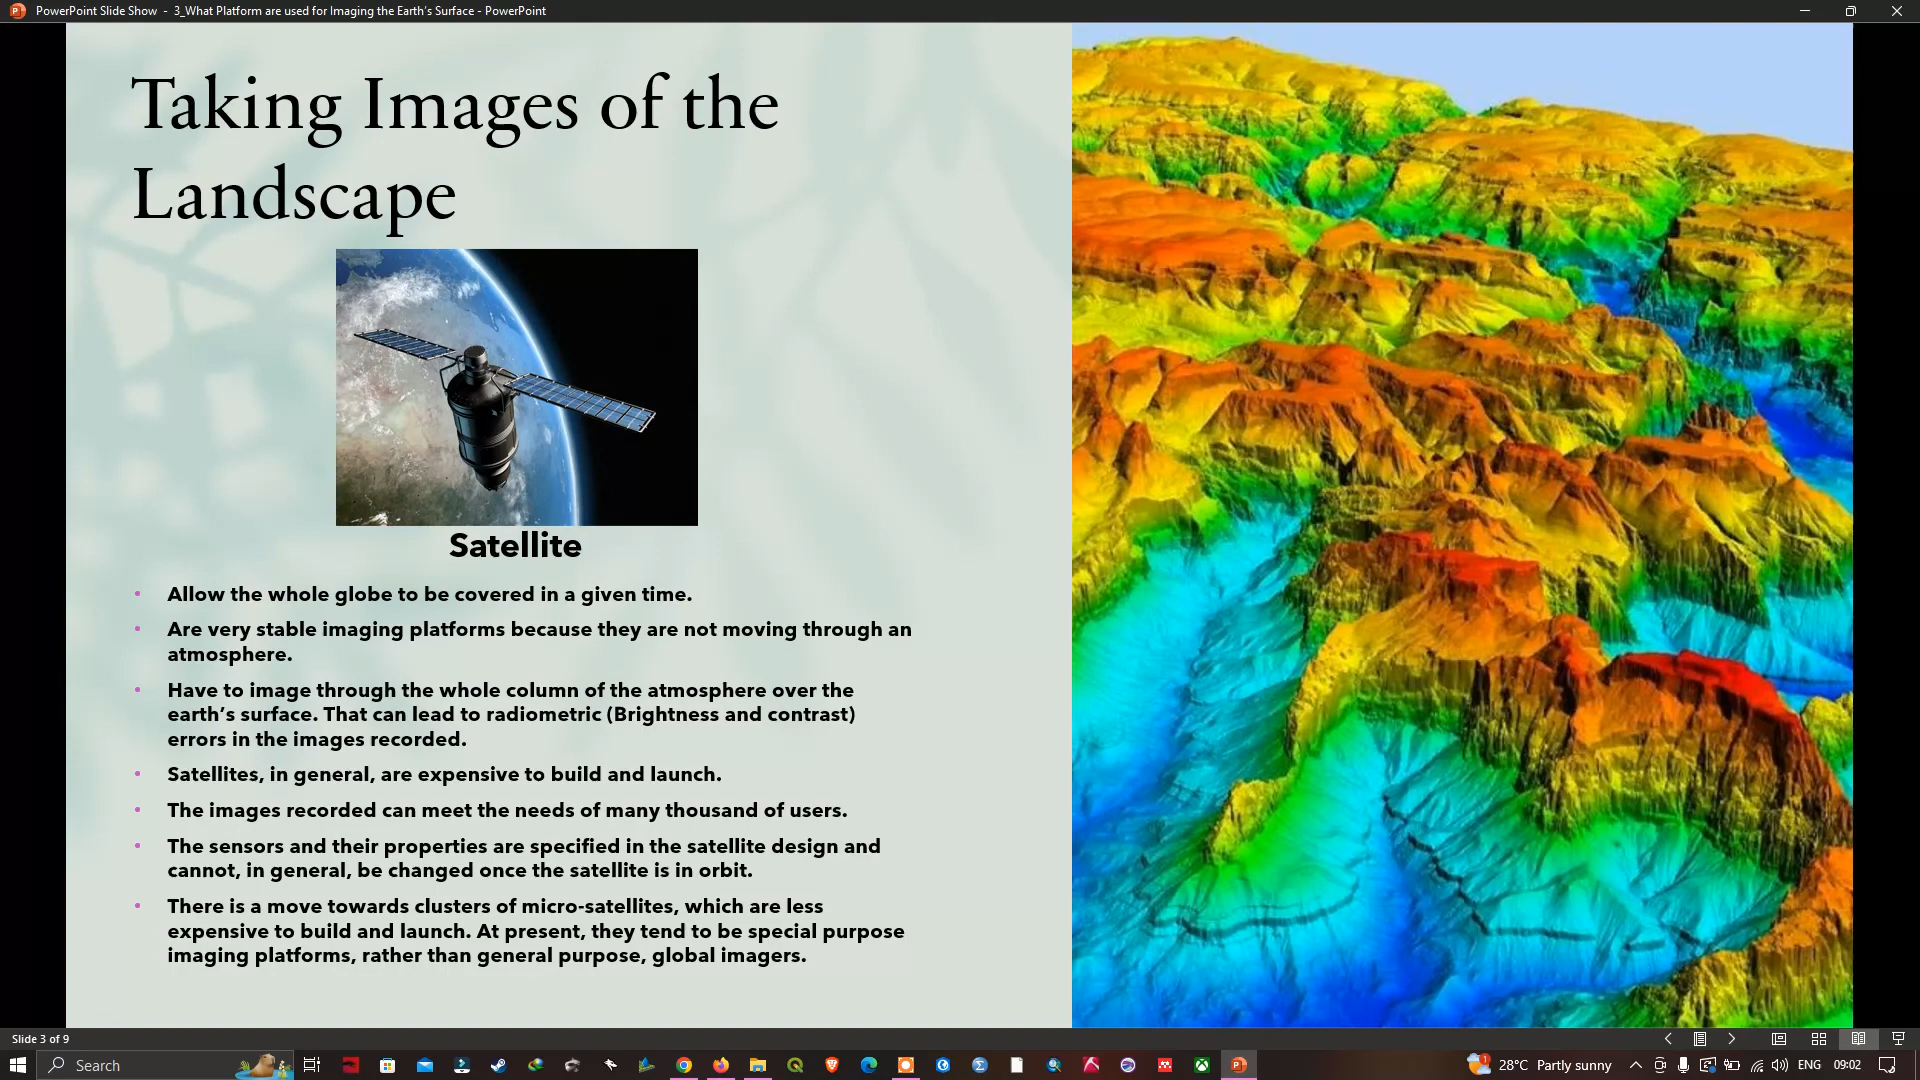 PowerPoint Slide Show - 3_What Platform are used for Imaging the Earth's Surface - PowerPoint
Taking Images of the
Landscape
Satellite
• Allow the whole globe to be covered in a given time.
• Are very stable imaging platforms because they are not moving through an
atmosphere.
• Have to image through the whole column of the atmosphere over the
earth's surface. That can lead to radiometric (Brightness and contrast)
errors in the images recorded.
• Satellites, in general, are expensive to build and launch.
• The images recorded can meet the needs of many thousand of users.
• The sensors and their properties are specified in the satellite design and
cannot, in general, be changed once the satellite is in orbit.
• There is a move towards clusters of micro-satellites, which are less
expensive to build and launch. At present, they tend to be special purpose
imaging platforms, rather than general purpose, global imagers.
Slide 3 of 9
Search
1
28°C Partly sunny
ENG
09:02